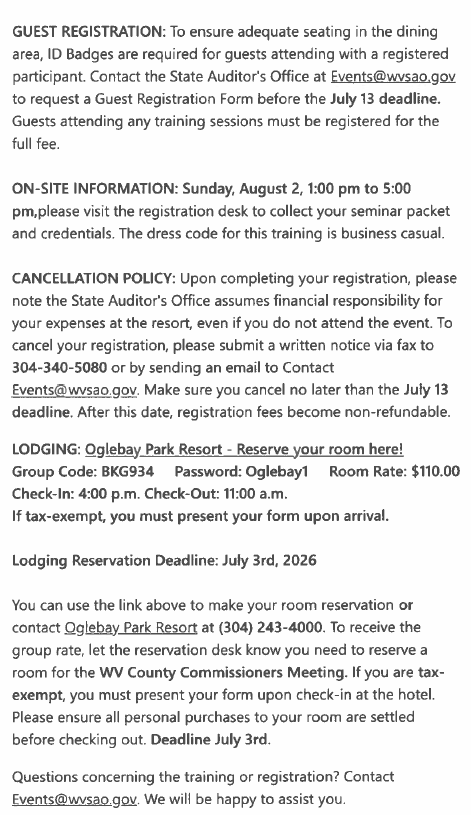 GUEST REGISTRATION: To ensure adequate seating in the dining
area, ID Badges are required for guests attending with a registered
participant. Contact the State Auditor's Office at Events@wvsao.gov
to request a Guest Registration Form before the July 13 deadline.
Guests attending any training sessions must be registered for the
full fee.
ON-SITE INFORMATION: Sunday, August 2, 1:00 pm to 5:00
pm,please visit the registration desk to collect your seminar packet
and credentials. The dress code for this training is business casual.
CANCELLATION POLICY: Upon completing your registration, please
note the State Auditor's Office assumes financial responsibility for
your expenses at the resort, even if you do not attend the event. To
cancel your registration, please submit a written notice via fax to
304-340-5080 or by sending an email to Contact
Events@wvsao.gov. Make sure you cancel no later than the July 13
deadline. After this date, registration fees become non-refundable.
LODGING: Oglebay Park Resort - Reserve your room here!
Group Code: BKG934 Password: Oglebay1 Room Rate: $110.00
Check-In: 4:00 p.m. Check-Out: 11:00 a.m.
If tax-exempt, you must present your form upon arrival.
Lodging Reservation Deadline: July 3rd, 2026
You can use the link above to make your room reservation or
contact Oglebay Park Resort at (304) 243-4000. To receive the
group rate, let the reservation desk know you need to reserve a
room for the WV County Commissioners Meeting. If you are tax-
exempt, you must present your form upon check-in at the hotel.
Please ensure all personal purchases to your room are settled
before checking out. Deadline July 3rd.
Questions concerning the training or registration? Contact
Events@wvsao.gov. We will be happy to assist you.